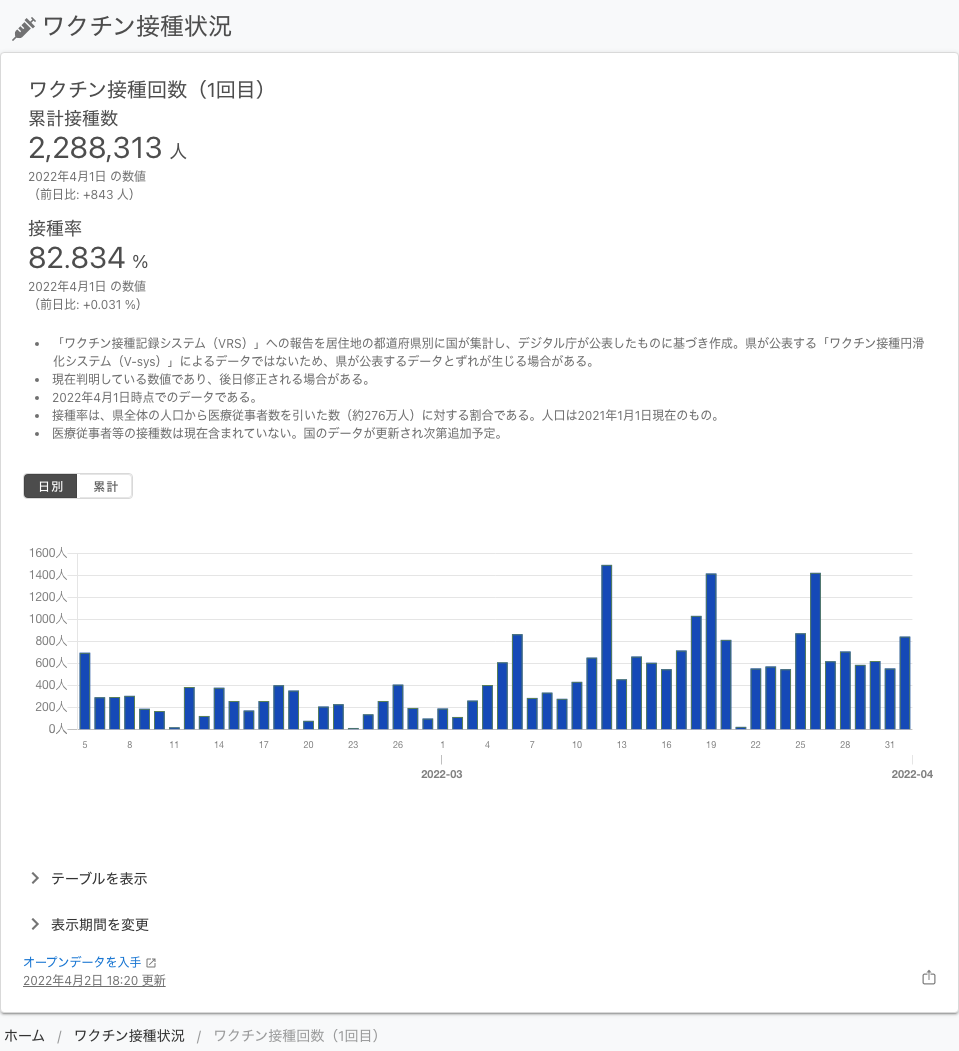 ワクチン接種状況
ワクチン接種回数（1回目）
累計接種数
2,288,313 人
2022年4月1日 の数値
（前日比: +843 人）
接種率
82.834 %
2022年4月1日 の数値
（前日比: +0.031 %）
• 「ワクチン接種記録システム（VRS）」への報告を居住地の都道府県別に国が集計し、デジタル庁が公表したものに基づき作成。県が公表する「ワクチン接種円滑
化システム（V-sys）」によるデータではないため、県が公表するデータとずれが生じる場合がある。
• 現在判明している数値であり、後日修正される場合がある。
• 2022年4月1日時点でのデータである。
• 接種率は、県全体の人口から医療従事者数を引いた数（約276万人）に対する割合である。人口は2021年1月1日現在のもの。
• 医療従事者等の接種数は現在含まれていない。国のデータが更新され次第追加予定。
日別 累計
1600人
1400人
1200人
1000人
800人
600人
400人
200人
0人
5 8 11 14 17 20 23 26 1 4 7 10 13 16 19 22 25 28 31
2022-03 2022-04
テーブルを表示
表示期間を変更
オープンデータを入手
2022年4月2日 18:20 更新
ホーム / ワクチン接種状況 / ワクチン接種回数（1回目）